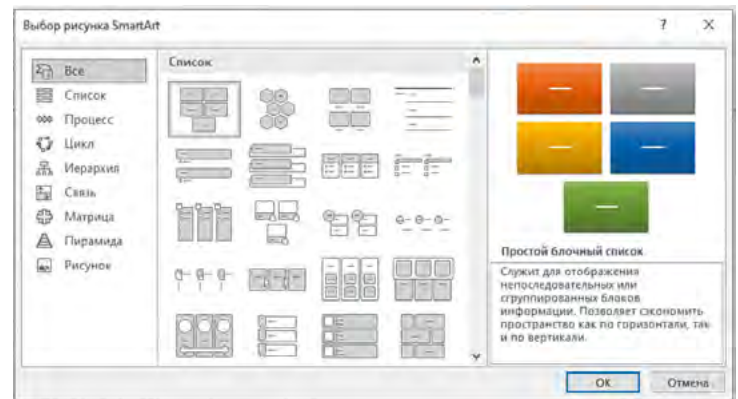 Выбор рисунка SmartArt
?
Все
Список
Процесс
Цикл
Иерархия
Связь
Матрица
Пирамида
Рисунок
Список
Простой блочный список
Служит для отображения
непоследовательных или
сгруппированных блоков
информации. Позволяет сэкономить
пространство как по горизонтали, так
и по вертикали.
ОК
Отмена